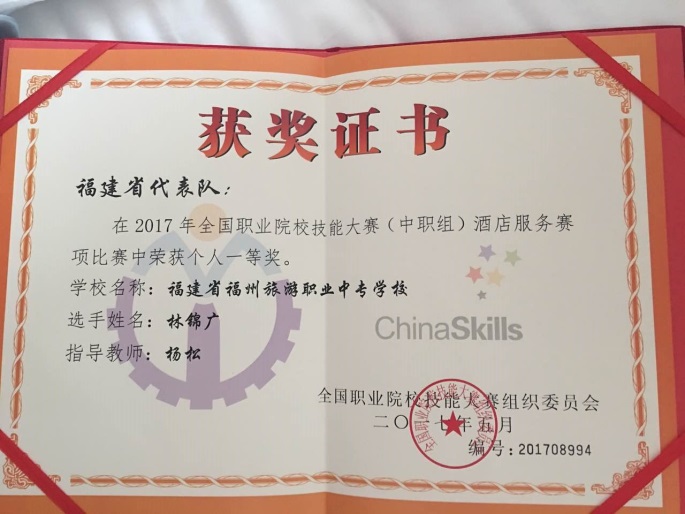 获奖证书
福建省代表队：
在2017年全国职业院校技能大赛（中职组）酒店服务赛
项比赛中荣获个人一等奖。
学校名称：福建省福州旅游职业中专学校
选手姓名：林锦广
指导教师：杨松
ChinaSkills
全国职业院校技能大赛组织委员会
二〇一七年五月
编号：201708994